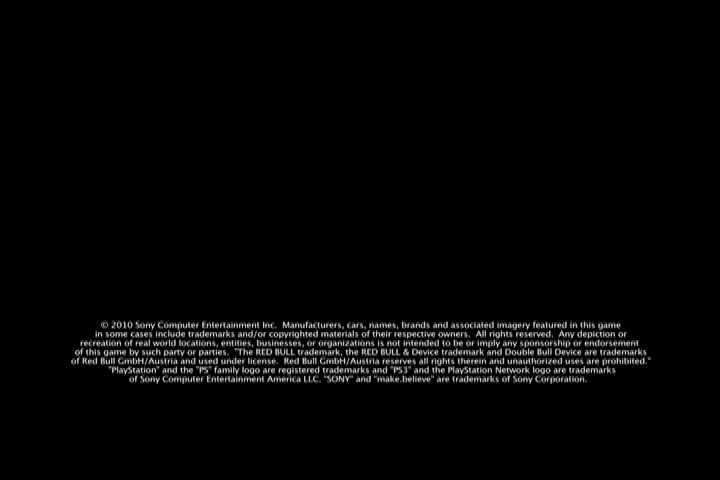 © 2010 Sony Computer Entertainment Inc. Manufacturers, cars, names, brands and associated imagery featured in this game
in some cases include trademarks and/or copyrighted materials of their respective owners. All rights reserved. Any depiction or
recreation of real world locations, entities, businesses, or organizations is not intended to be or imply any sponsorship or endorsement
of this game by such party or parties. "The RED BULL trademark, the RED BULL & Device trademark and Double Bull Device are trademarks
of Red Bull GmbH/Austria and used under license. Red Bull GmbH/Austria reserves all rights therein and unauthorized uses are prohibited."
"PlayStation" and the "PS" family logo are registered trademarks and "PS3" and the PlayStation Network logo are trademarks
of Sony Computer Entertainment America LLC. "SONY" and "make.believe" are trademarks of Sony Corporation.